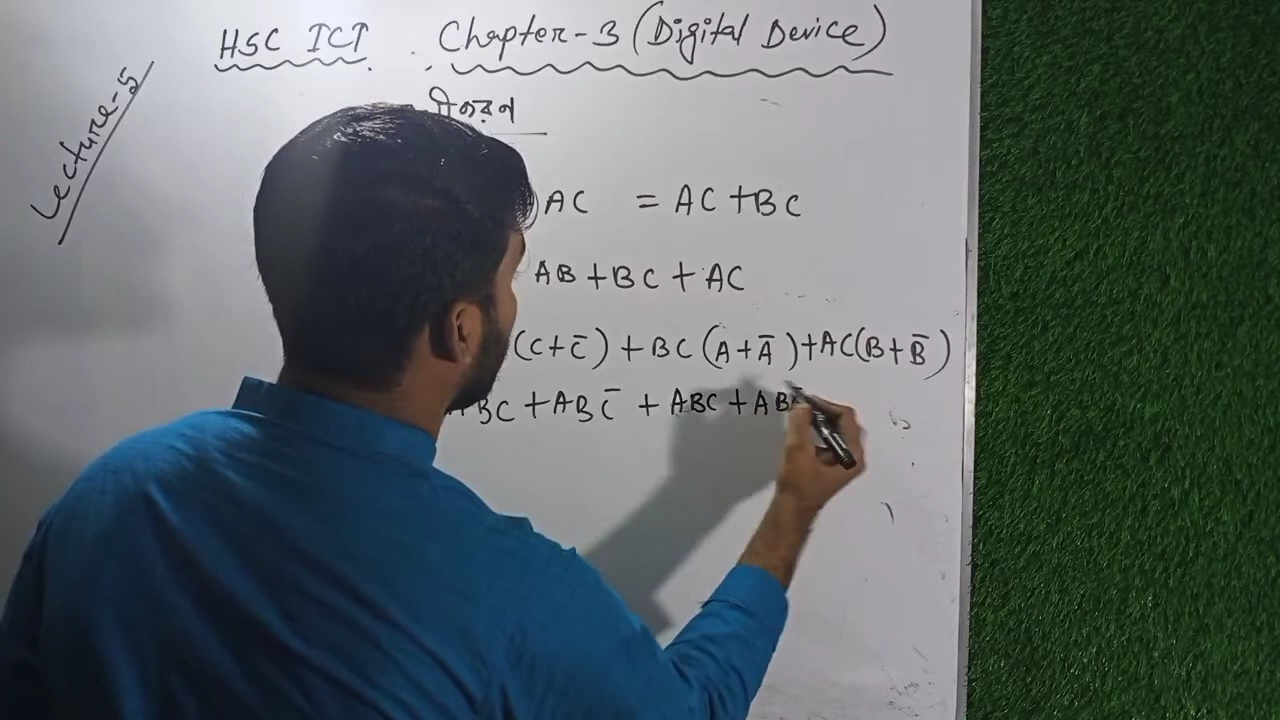 HSC ICT . Chapter-3 (Digital Device)
Lecture-5
) AC = AC + BC
AB + BC + AC
(C+C̄) + BC (A+Ā) + AC(B+B̄)
BC + ABC̄ + ABC + AB